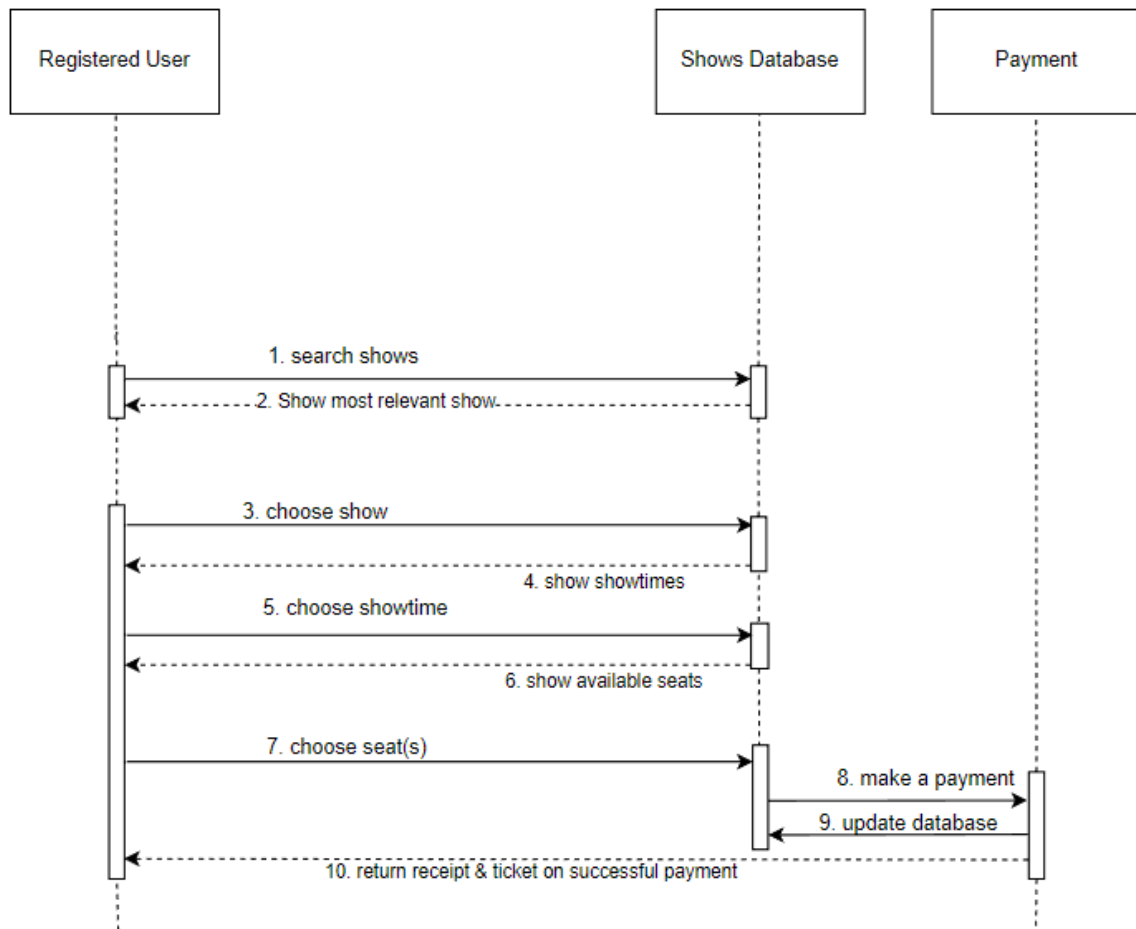 Registered User
Shows Database
Payment
1. search shows
2. Show most relevant show
3. choose show
4. show showtimes
5. choose showtime
6. show available seats
7. choose seat(s)
8. make a payment
9. update database
10. return receipt & ticket on successful payment